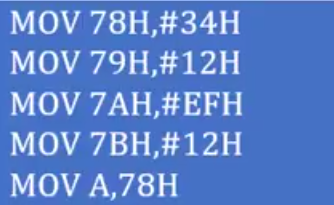 MOV 78H,#34H
MOV 79H,#12H
MOV 7AH,#EFH
MOV 7BH,#12H
MOV A,78H